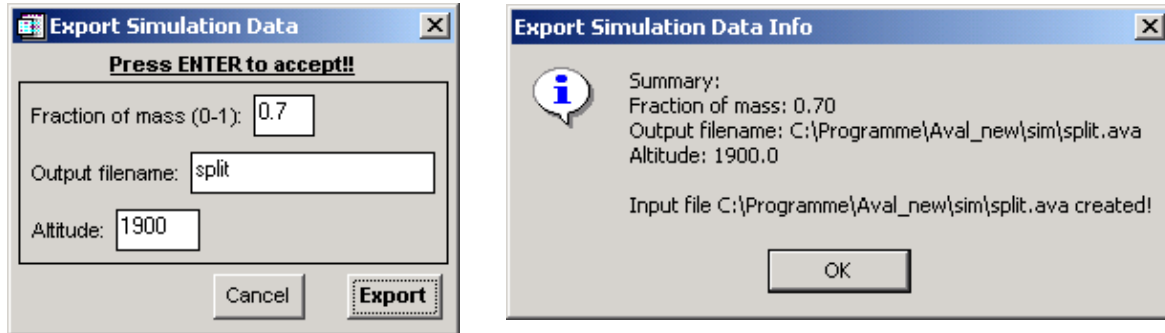 Export Simulation Data
Press ENTER to accept!!
Fraction of mass (0-1): 0.7
Output filename: split
Altitude: 1900
Cancel Export
Export Simulation Data Info
Summary:
Fraction of mass: 0.70
Output filename: C:\Programme\Aval_new\sim\split.ava
Altitude: 1900.0
Input file C:\Programme\Aval_new\sim\split.ava created!
OK